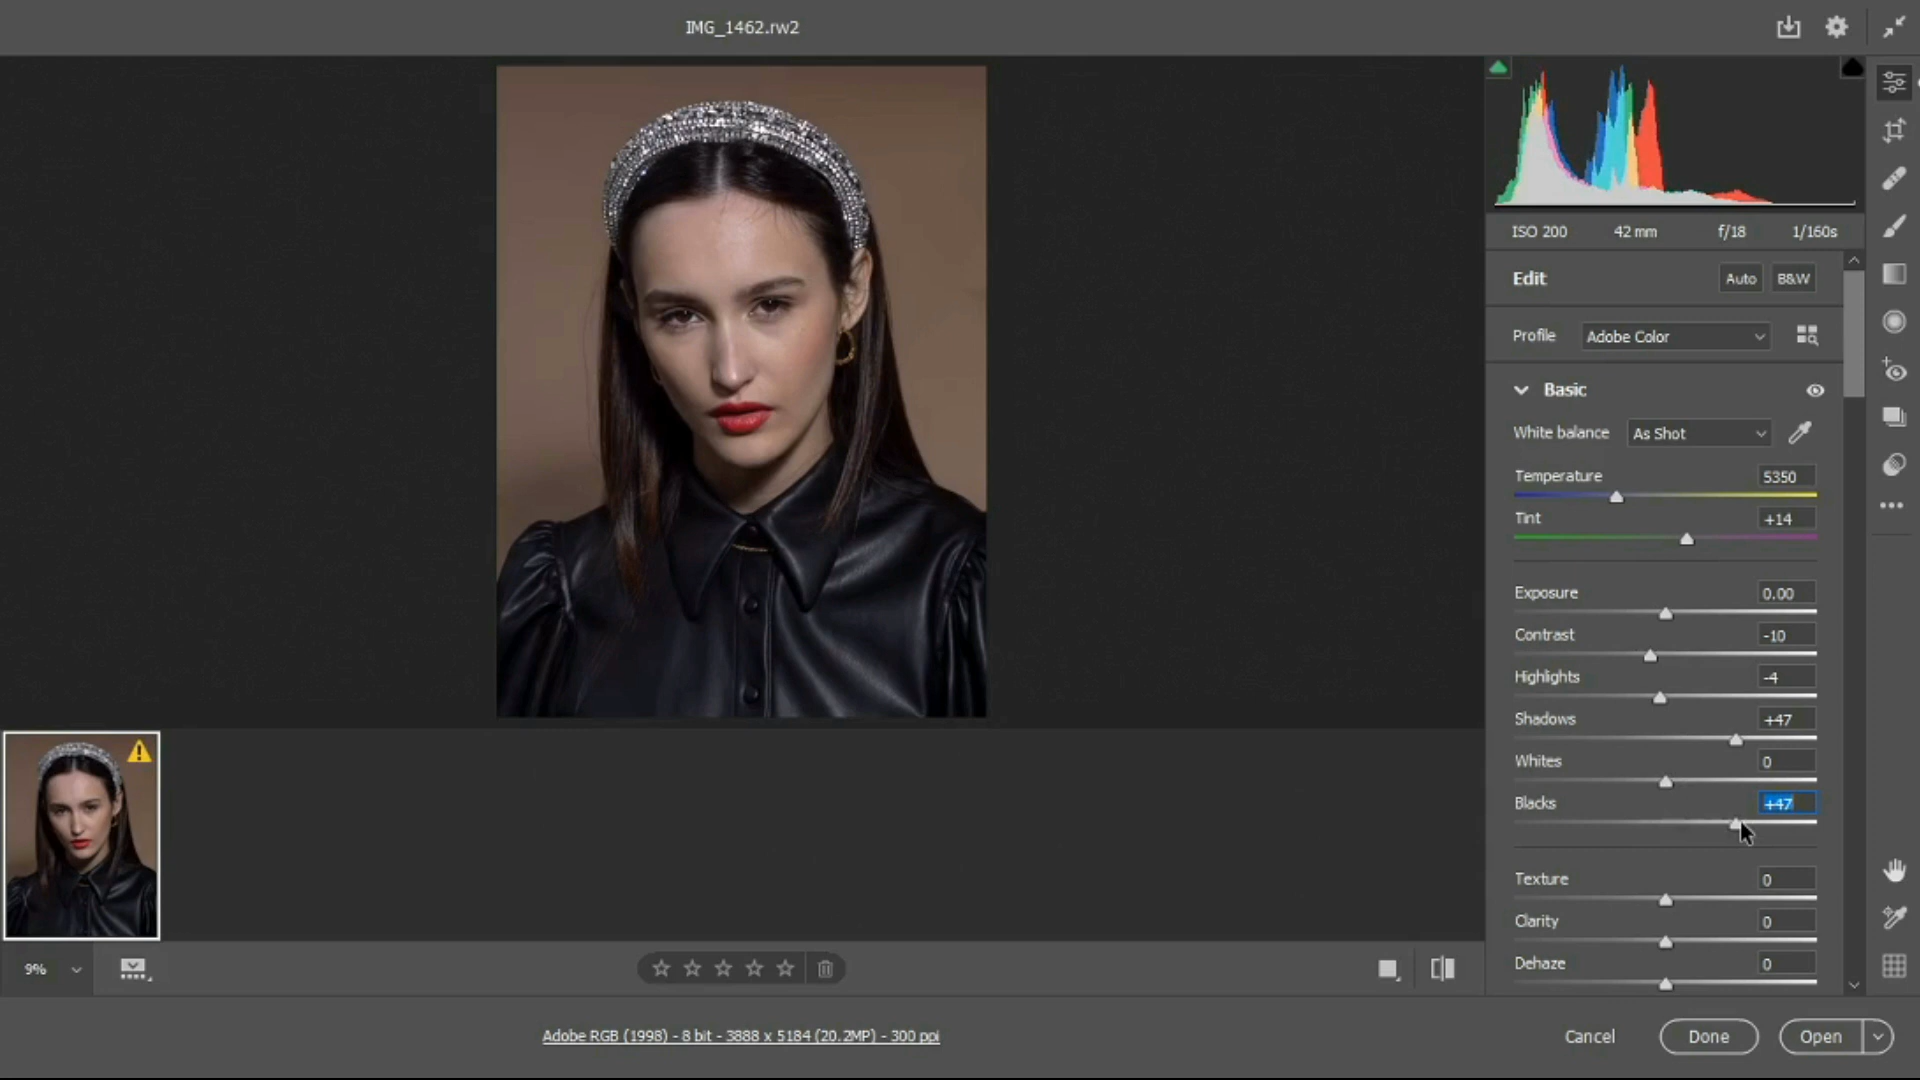 IMG_1462.rw2
ISO 200 42 mm f/18 1/160s
Edit Auto B&W
Profile Adobe Color
Basic
White balance As Shot
Temperature 5350
Tint +14
Exposure 0.00
Contrast -10
Highlights -4
Shadows +47
Whites 0
Blacks +47
Texture 0
Clarity 0
Dehaze 0
9%
Adobe RGB (1998) - 8 bit - 3888 x 5184 (20.2MP) - 300 ppi
Cancel Done Open